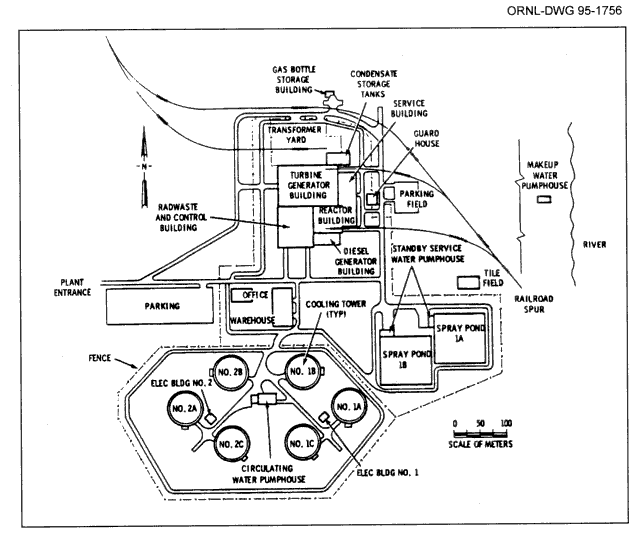 ORNL-DWG 95-1756
GAS BOTTLE
STORAGE
BUILDING
CONDENSATE
STORAGE
TANKS
SERVICE
BUILDING
TRANSFORMER
YARD
GUARD
HOUSE
N
TURBINE
GENERATOR
BUILDING
MAKEUP
WATER
PUMPHOUSE
PARKING
FIELD
RADWASTE
AND CONTROL
BUILDING
REACTOR
BUILDING
RIVER
DIESEL
GENERATOR
BUILDING
STANDBY SERVICE
WATER PUMPHOUSE
PLANT
ENTRANCE
TILE
FIELD
RAILROAD
SPUR
PARKING
OFFICE
WAREHOUSE
COOLING TOWER
(TYP)
SPRAY POND
1A
SPRAY POND
1B
FENCE
ELEC BLDG NO. 2
NO. 2B
NO. 1B
NO. 2A
NO. 1A
NO. 2C
NO. 1C
0 50 100
SCALE OF METERS
CIRCULATING
WATER PUMPHOUSE
ELEC BLDG NO. 1